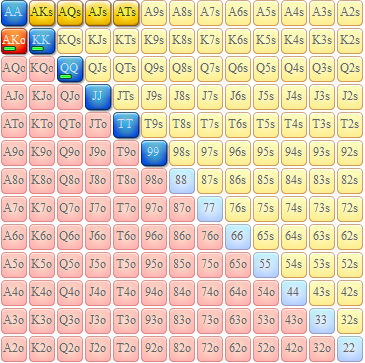 AA AKs AQs AJs ATs A9s A8s A7s A6s A5s A4s A3s A2s
AKo KK KQs KJs KTs K9s K8s K7s K6s K5s K4s K3s K2s
AQo KQo QQ QJs QTs Q9s Q8s Q7s Q6s Q5s Q4s Q3s Q2s
AJo KJo QJo JJ JTs J9s J8s J7s J6s J5s J4s J3s J2s
ATo KTo QTo JTo TT T9s T8s T7s T6s T5s T4s T3s T2s
A9o K9o Q9o J9o T9o 99 98s 97s 96s 95s 94s 93s 92s
A8o K8o Q8o J8o T8o 98o 88 87s 86s 85s 84s 83s 82s
A7o K7o Q7o J7o T7o 97o 87o 77 76s 75s 74s 73s 72s
A6o K6o Q6o J6o T6o 96o 86o 76o 66 65s 64s 63s 62s
A5o K5o Q5o J5o T5o 95o 85o 75o 65o 55 54s 53s 52s
A4o K4o Q4o J4o T4o 94o 84o 74o 64o 54o 44 43s 42s
A3o K3o Q3o J3o T3o 93o 83o 73o 63o 53o 43o 33 32s
A2o K2o Q2o J2o T2o 92o 82o 72o 62o 52o 42o 32o 22